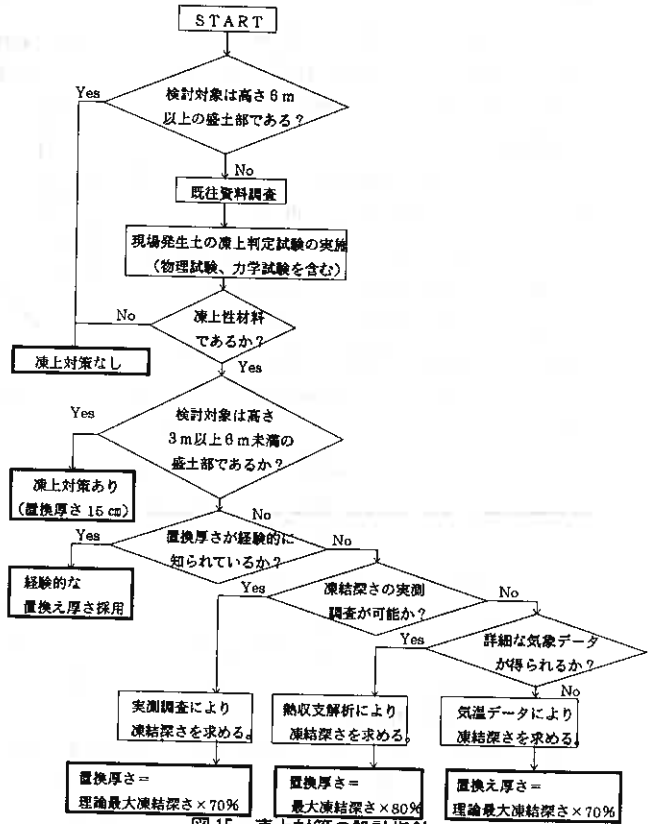 START
Yes
検討対象は高さ6m
以上の盛土部である?
No
既往資料調査
現場発生土の凍上判定試験の実施
(物理試験、力学試験を含む)
No
凍上性材料
であるか?
凍上対策なし
Yes
Yes
検討対象は高さ
3m以上6m未満の
盛土部であるか?
凍上対策あり
(置換厚さ15㎝)
No
Yes
置換厚さが経験的に
知られているか?
No
経験的な
置換え厚さ採用
Yes
凍結深さの実測
調査が可能か?
No
Yes
詳細な気象データ
が得られるか?
No
実測調査により
凍結深さを求める。
熱収支解析により
凍結深さを求める。
気温データにより
凍結深さを求める。
置換厚さ=
理論最大凍結深さ×70%
置換厚さ=
最大凍結深さ×80%
置換え厚さ=
理論最大凍結深さ×70%